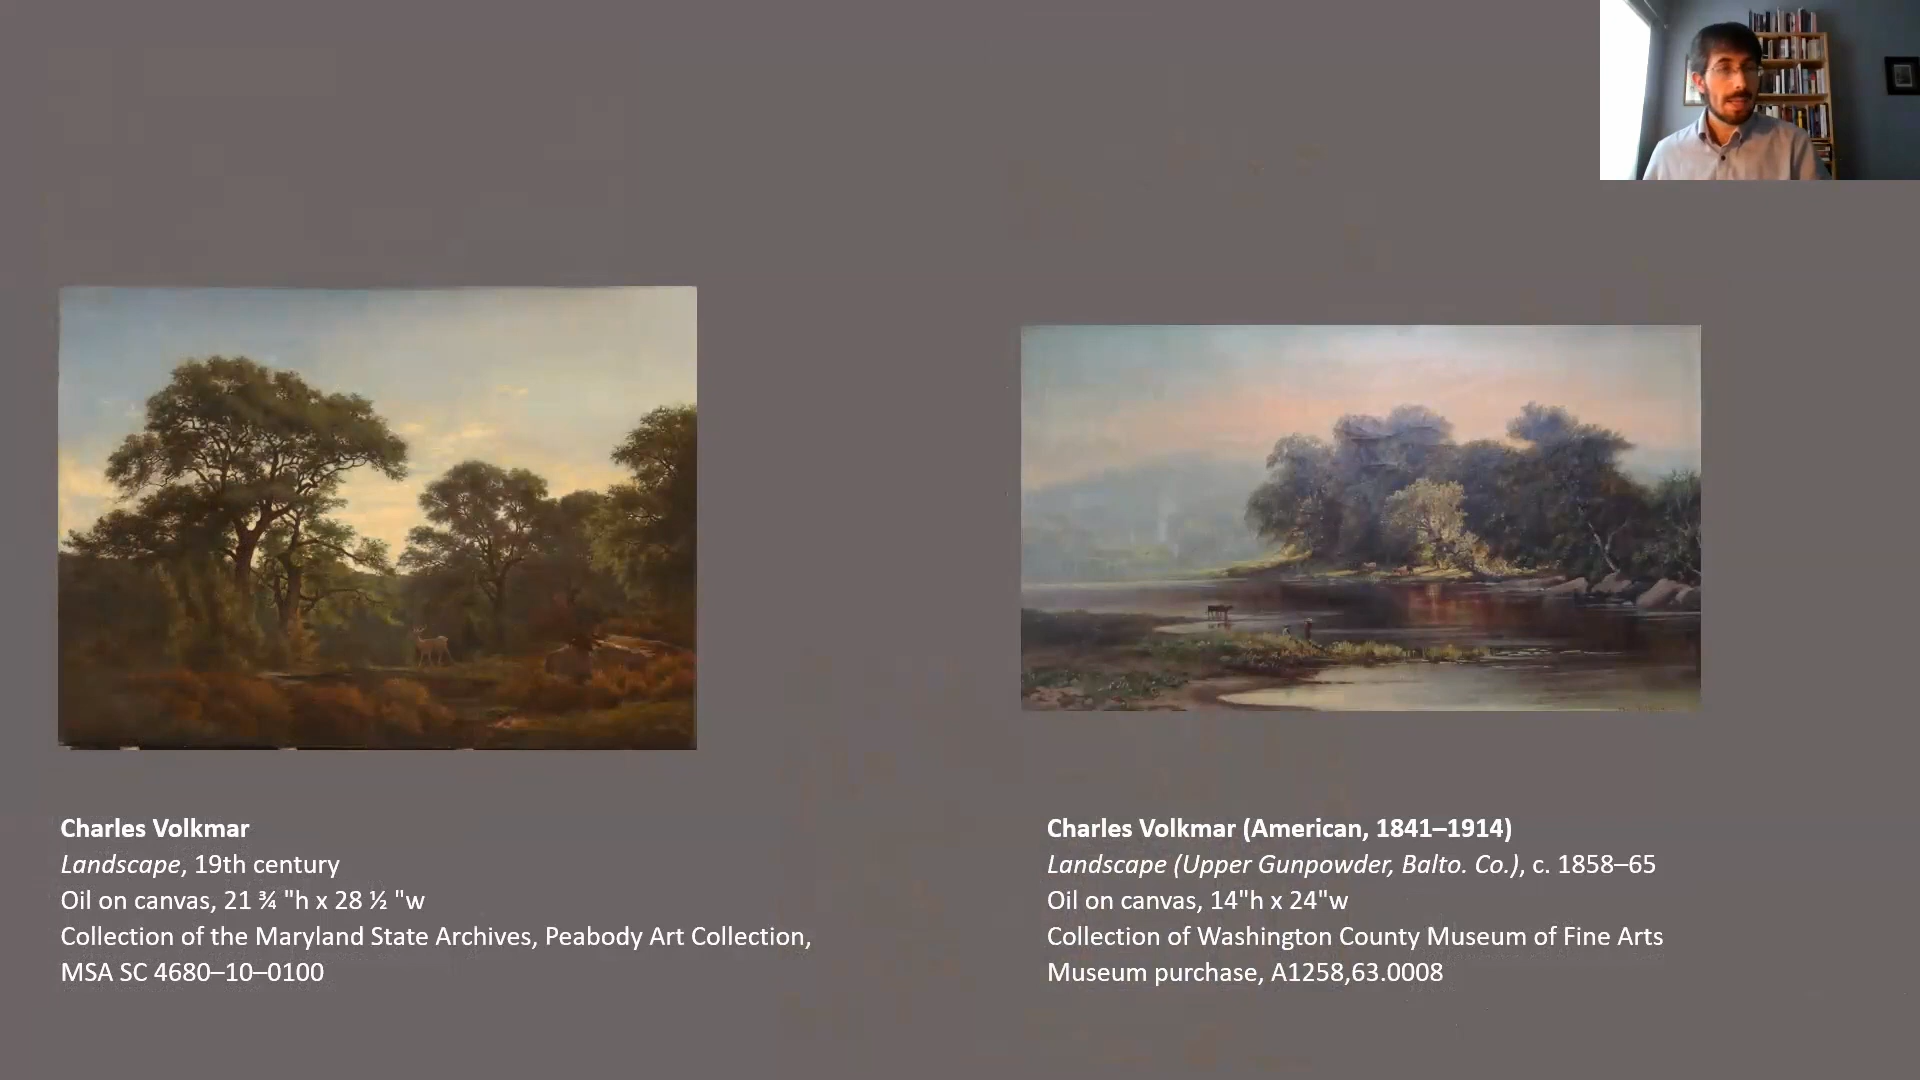 Charles Volkmar
Landscape, 19th century
Oil on canvas, 21 ¾ "h x 28 ½ "w
Collection of the Maryland State Archives, Peabody Art Collection,
MSA SC 4680–10–0100
Charles Volkmar (American, 1841–1914)
Landscape (Upper Gunpowder, Balto. Co.), c. 1858–65
Oil on canvas, 14"h x 24"w
Collection of Washington County Museum of Fine Arts
Museum purchase, A1258,63.0008